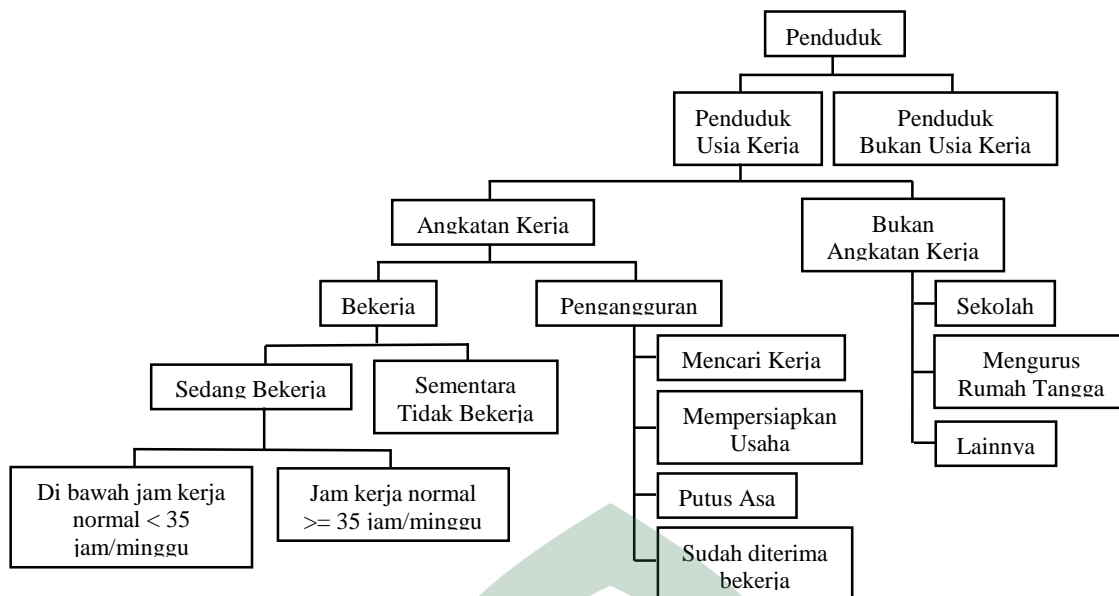 Penduduk
Penduduk
Usia Kerja
Penduduk
Bukan Usia Kerja
Angkatan Kerja
Bukan
Angkatan Kerja
Bekerja
Pengangguran
Sekolah
Mencari Kerja
Mengurus
Rumah Tangga
Sedang Bekerja
Sementara
Tidak Bekerja
Mempersiapkan
Usaha
Lainnya
Di bawah jam kerja
normal < 35
jam/minggu
Jam kerja normal
>= 35 jam/minggu
Putus Asa
Sudah diterima
bekerja